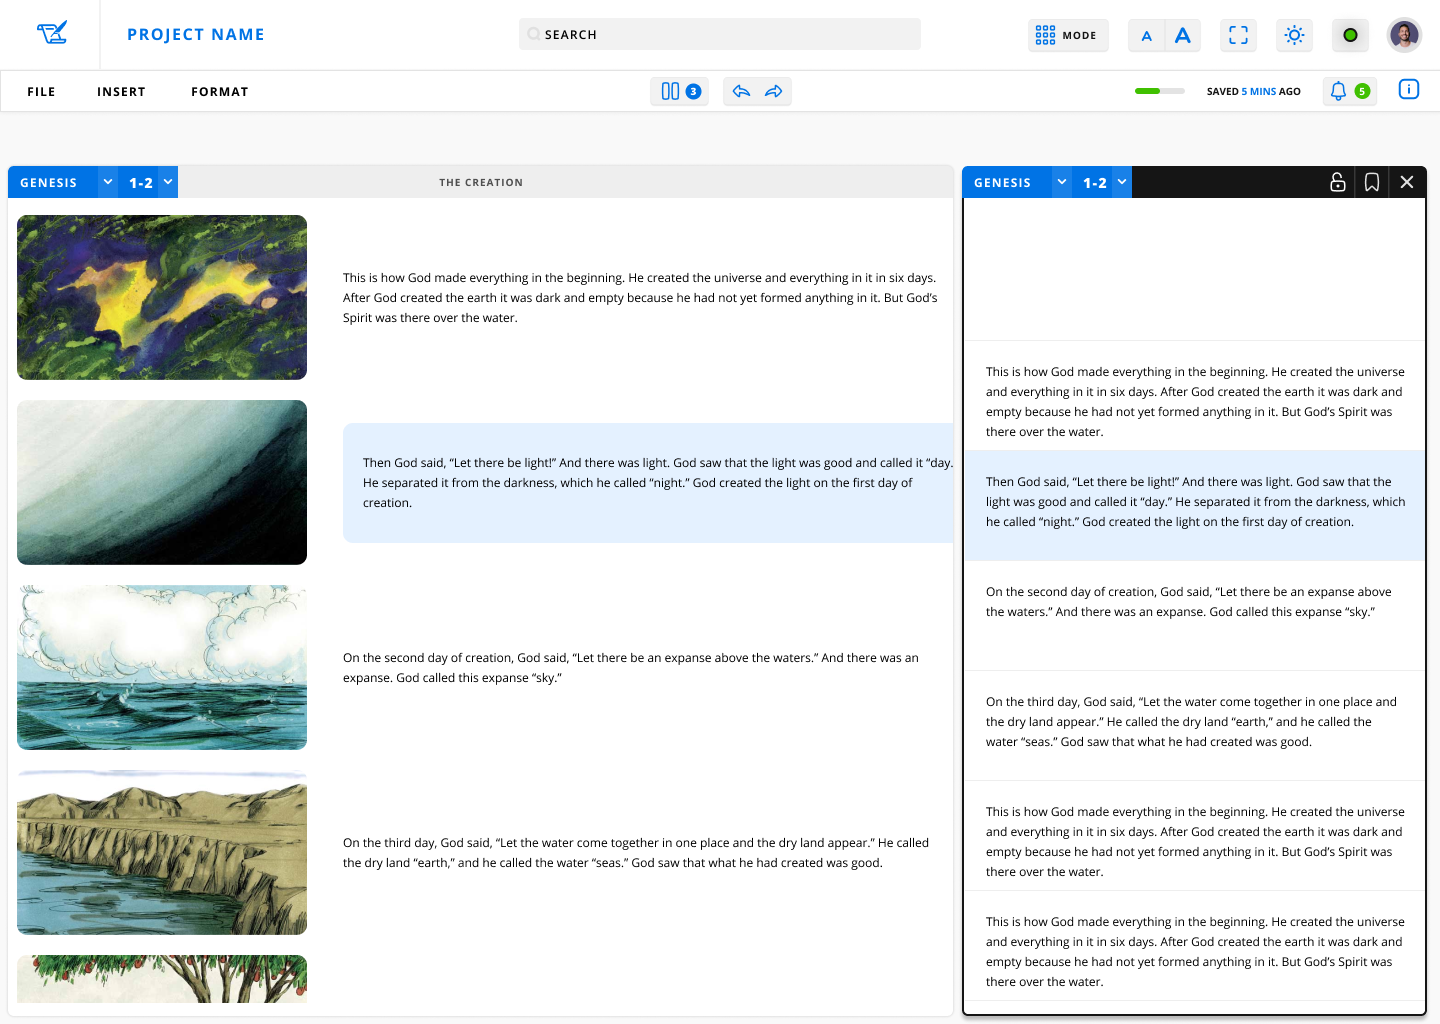 PROJECT NAME
SEARCH
MODE
A
A
FILE
INSERT
FORMAT
3
SAVED 5 MINS AGO
5
GENESIS
1-2
THE CREATION
This is how God made everything in the beginning. He created the universe and everything in it in six days.
After God created the earth it was dark and empty because he had not yet formed anything in it. But God’s
Spirit was there over the water.
Then God said, “Let there be light!” And there was light. God saw that the light was good and called it “day.
He separated it from the darkness, which he called “night.” God created the light on the first day of
creation.
On the second day of creation, God said, “Let there be an expanse above the waters.” And there was an
expanse. God called this expanse “sky.”
On the third day, God said, “Let the water come together in one place and the dry land appear.” He called
the dry land “earth,” and he called the water “seas.” God saw that what he had created was good.
GENESIS
1-2
This is how God made everything in the beginning. He created the universe
and everything in it in six days. After God created the earth it was dark and
empty because he had not yet formed anything in it. But God’s Spirit was
there over the water.
Then God said, “Let there be light!” And there was light. God saw that the
light was good and called it “day.” He separated it from the darkness, which
he called “night.” God created the light on the first day of creation.
On the second day of creation, God said, “Let there be an expanse above
the waters.” And there was an expanse. God called this expanse “sky.”
On the third day, God said, “Let the water come together in one place and
the dry land appear.” He called the dry land “earth,” and he called the
water “seas.” God saw that what he had created was good.
This is how God made everything in the beginning. He created the universe
and everything in it in six days. After God created the earth it was dark and
empty because he had not yet formed anything in it. But God’s Spirit was
there over the water.
This is how God made everything in the beginning. He created the universe
and everything in it in six days. After God created the earth it was dark and
empty because he had not yet formed anything in it. But God’s Spirit was
there over the water.